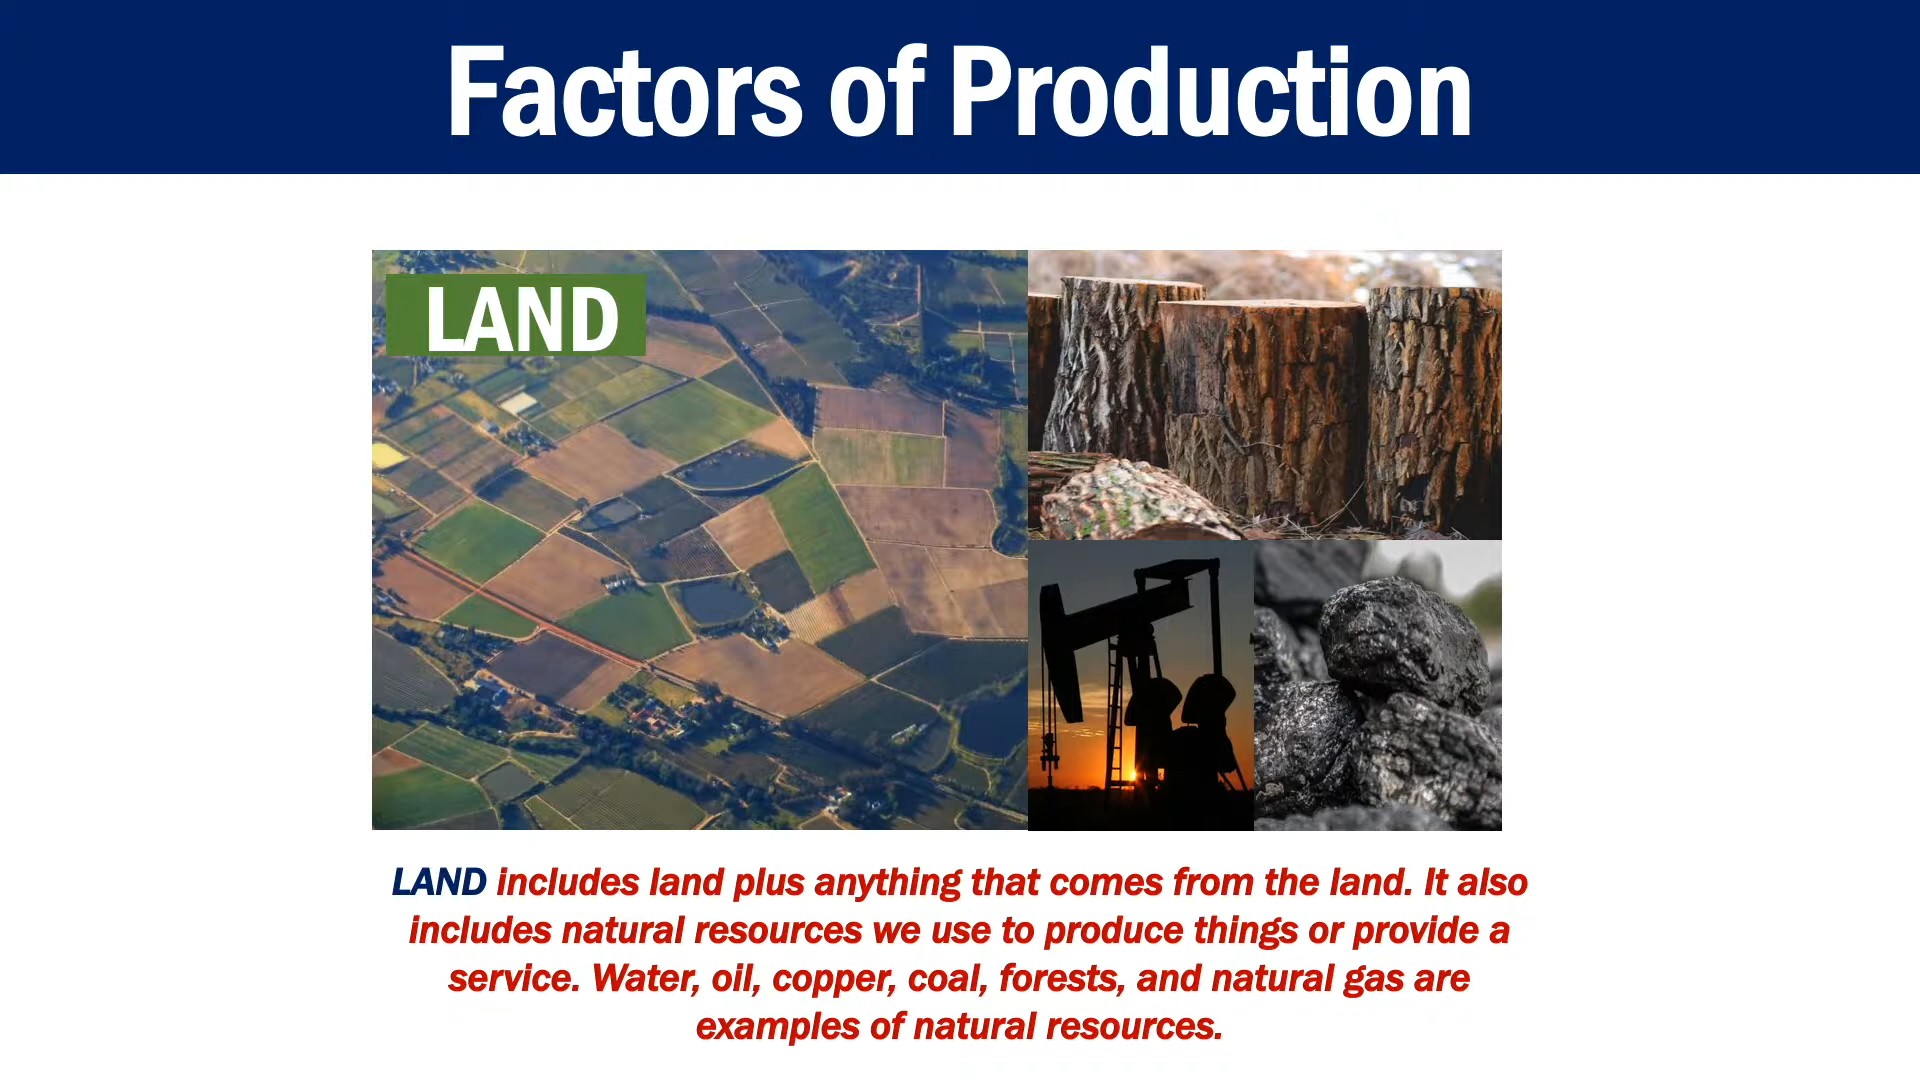 Factors of Production
LAND
LAND includes land plus anything that comes from the land. It also
includes natural resources we use to produce things or provide a
service. Water, oil, copper, coal, forests, and natural gas are
examples of natural resources.